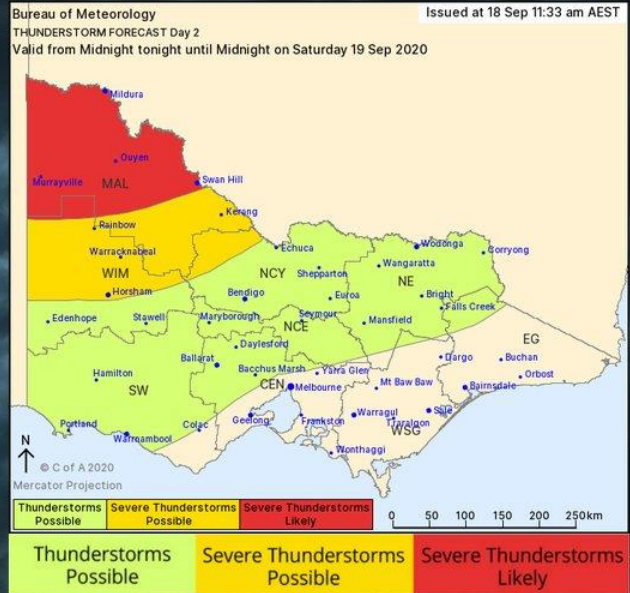 Bureau of Meteorology
Issued at 18 Sep 11:33 am AEST
THUNDERSTORM FORECAST Day 2
Valid from Midnight tonight until Midnight on Saturday 19 Sep 2020
Mildura
Ouyen
Murrayville
MAL
Swan Hill
Kerang
Rainbow
Warracknabeal
WIM
Horsham
Echuca
NCY
Shepparton
Wodonga
Wangaratta
Corryong
NE
Bendigo
Euroa
Bright
Falls Creek
Edenhope
Stawell
Maryborough
Seymour
NCE
Mansfield
EG
Daylesford
Ballarat
Bacchus Marsh
Yarra Glen
Dargo
Buchan
Orbost
Hamilton
SW
CEN
Melbourne
Mt Baw Baw
Bairnsdale
Portland
Warrnambool
Colac
Geelong
Frankston
Warragul
Sale
Traralgon
WSG
Wonthaggi
N
© C of A 2020
Mercator Projection
Thunderstorms
Possible
Severe Thunderstorms
Possible
Severe Thunderstorms
Likely
0 50 100 150 200 250km
Thunderstorms
Possible
Severe Thunderstorms
Possible
Severe Thunderstorms
Likely